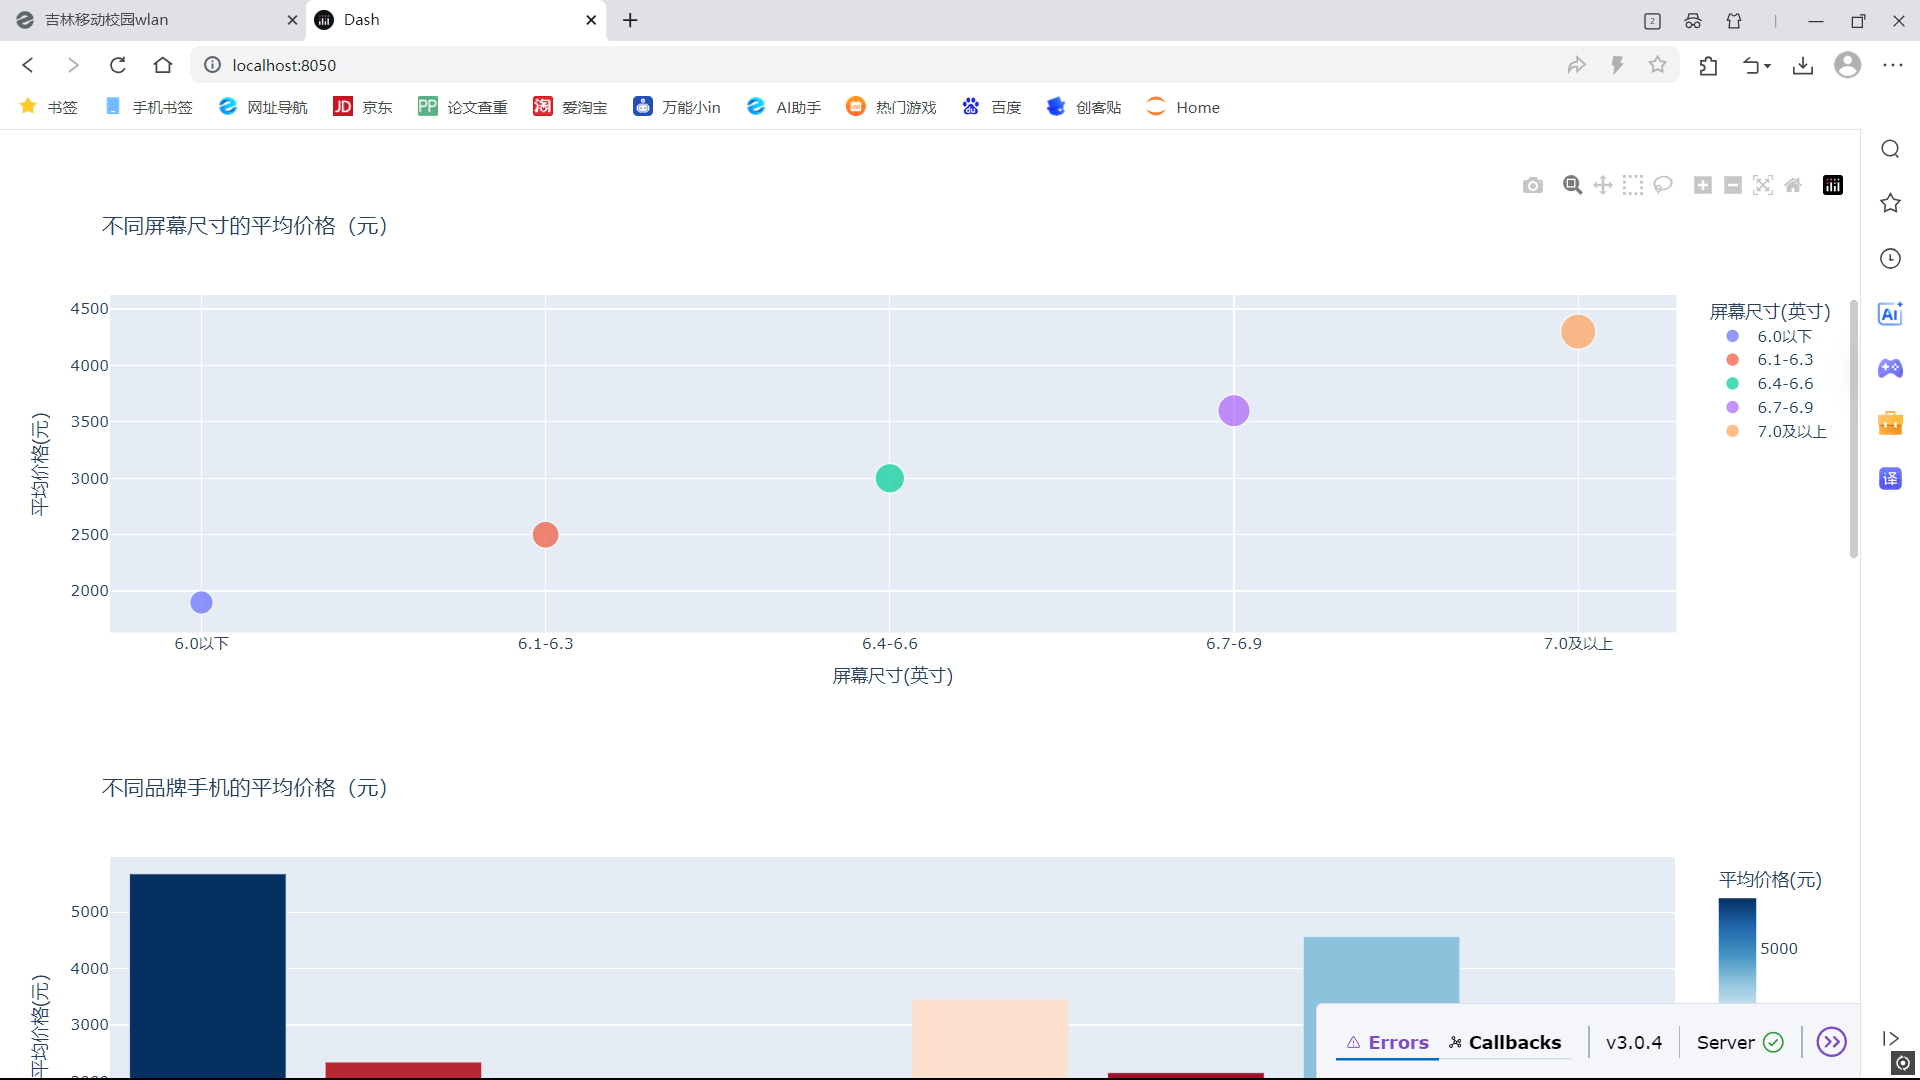 吉林移动校园wlan
Dash
2
localhost:8050
书签
手机书签
网址导航
JD 京东
PP 论文查重
淘 爱淘宝
万能小in
AI助手
热门游戏
百度
创客贴
Home
不同屏幕尺寸的平均价格（元）
4500
4000
3500
3000
2500
2000
平均价格(元)
6.0以下
6.1-6.3
6.4-6.6
6.7-6.9
7.0及以上
屏幕尺寸(英寸)
屏幕尺寸(英寸)
6.0以下
6.1-6.3
6.4-6.6
6.7-6.9
7.0及以上
AI
译
不同品牌手机的平均价格（元）
5000
4000
3000
平均价格(元)
平均价格(元)
5000
Errors
Callbacks
v3.0.4
Server